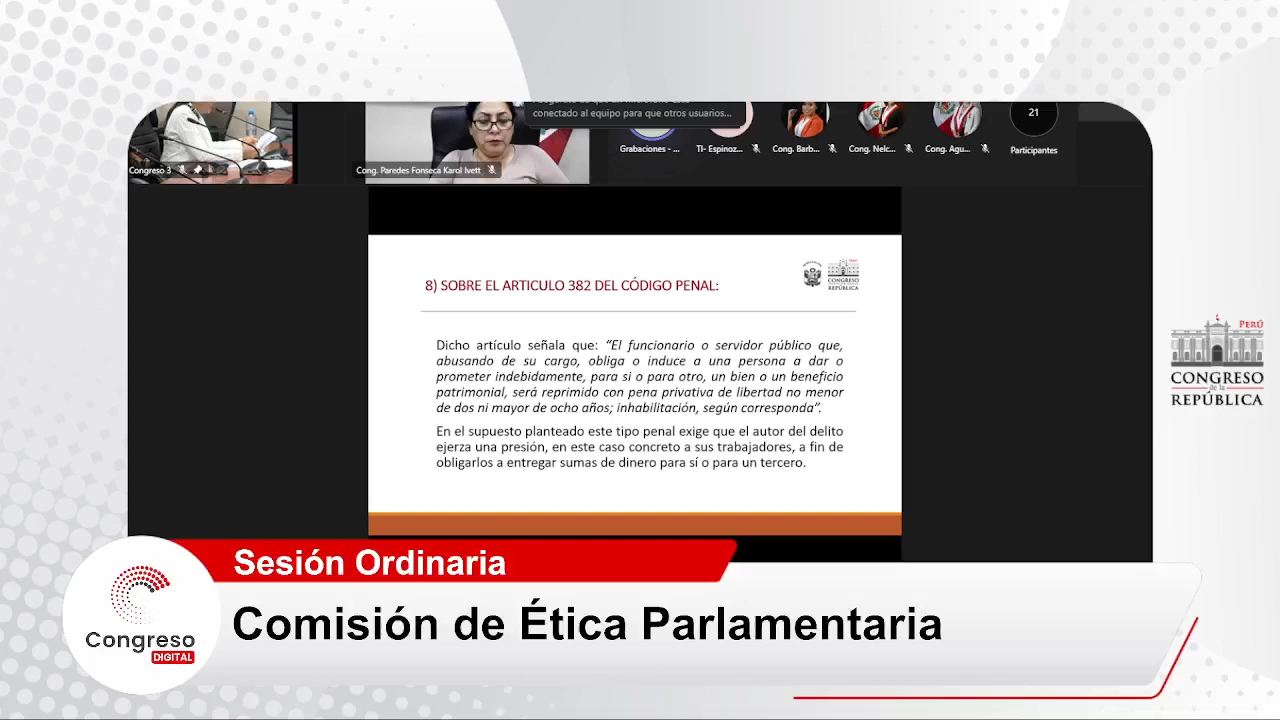 conectado al equipo para que otros usuarios...
21
Grabaciones - ...
TI- Espinoz...
Cong. Barb...
Cong. Nelc...
Cong. Agu...
Participantes
Congreso 3
Cong. Paredes Fonseca Karol Ivett
8) SOBRE EL ARTICULO 382 DEL CÓDIGO PENAL:
CONGRESO
REPÚBLICA
Dicho artículo señala que: “El funcionario o servidor público que,
abusando de su cargo, obliga o induce a una persona a dar o
prometer indebidamente, para si o para otro, un bien o un beneficio
patrimonial, será reprimido con pena privativa de libertad no menor
de dos ni mayor de ocho años; inhabilitación, según corresponda”.
En el supuesto planteado este tipo penal exige que el autor del delito
ejerza una presión, en este caso concreto a sus trabajadores, a fin de
obligarlos a entregar sumas de dinero para sí o para un tercero.
PERÚ
CONGRESO
de la
REPÚBLICA
Sesión Ordinaria
Comisión de Ética Parlamentaria
Congreso
DIGITAL